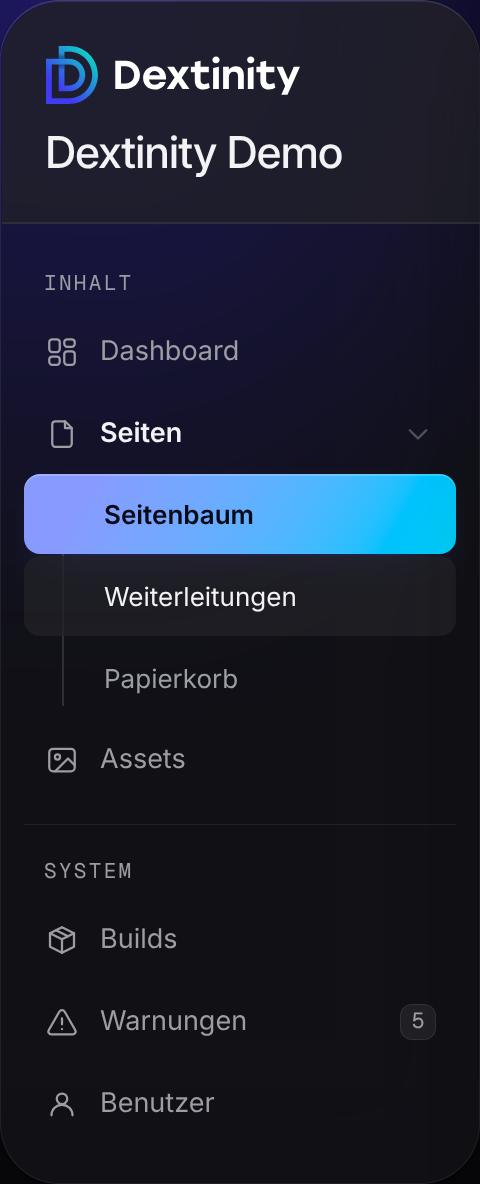 Dextinity
Dextinity Demo
INHALT
Dashboard
Seiten
Seitenbaum
Weiterleitungen
Papierkorb
Assets
SYSTEM
Builds
Warnungen 5
Benutzer